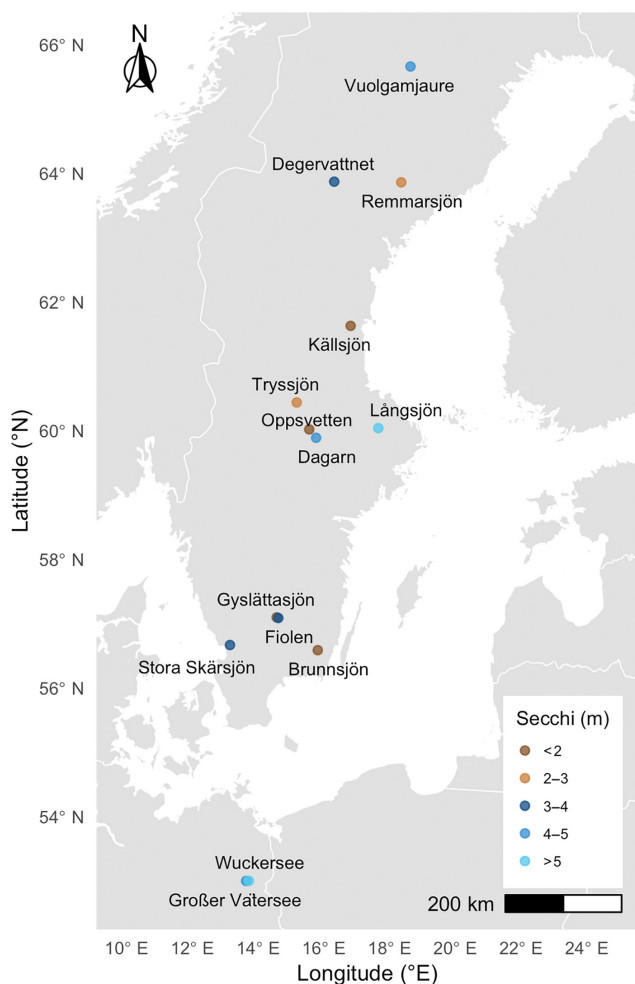 66° N
N
Vuolgamjaure
64° N
Degervattnet
Remmarsjön
62° N
Källsjön
Tryssjön
Oppsvetten
Långsjön
60° N
Dagarn
Latitude (°N)
58° N
Gyslättasjön
Fiolen
Stora Skärsjön
Brunnsjön
56° N
Secchi (m)
<2
2–3
3–4
4–5
>5
54° N
Wuckersee
Großer Vätersee
200 km
10° E 12° E 14° E 16° E 18° E 20° E 22° E 24° E
Longitude (°E)